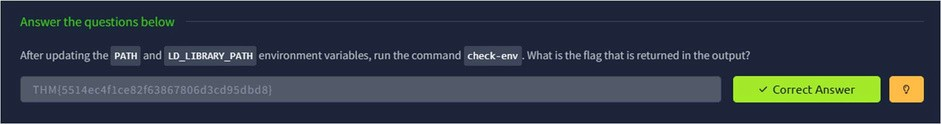 Answer the questions below
After updating the PATH and LD_LIBRARY_PATH environment variables, run the command check-env. What is the flag that is returned in the output?
THM{5514ec4f1ce82f63867806d3cd95dbd8}
Correct Answer